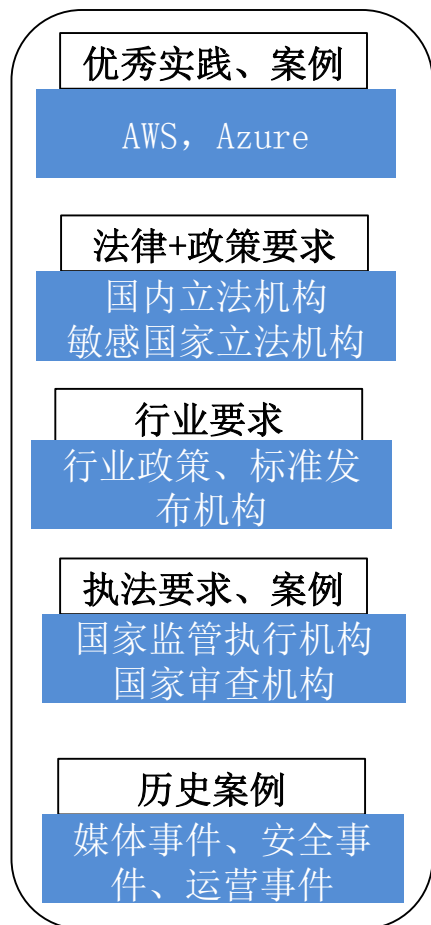 优秀实践、案例
AWS，Azure
法律+政策要求
国内立法机构
敏感国家立法机构
行业要求
行业政策、标准发
布机构
执法要求、案例
国家监管执行机构
国家审查机构
历史案例
媒体事件、安全事
件、运营事件